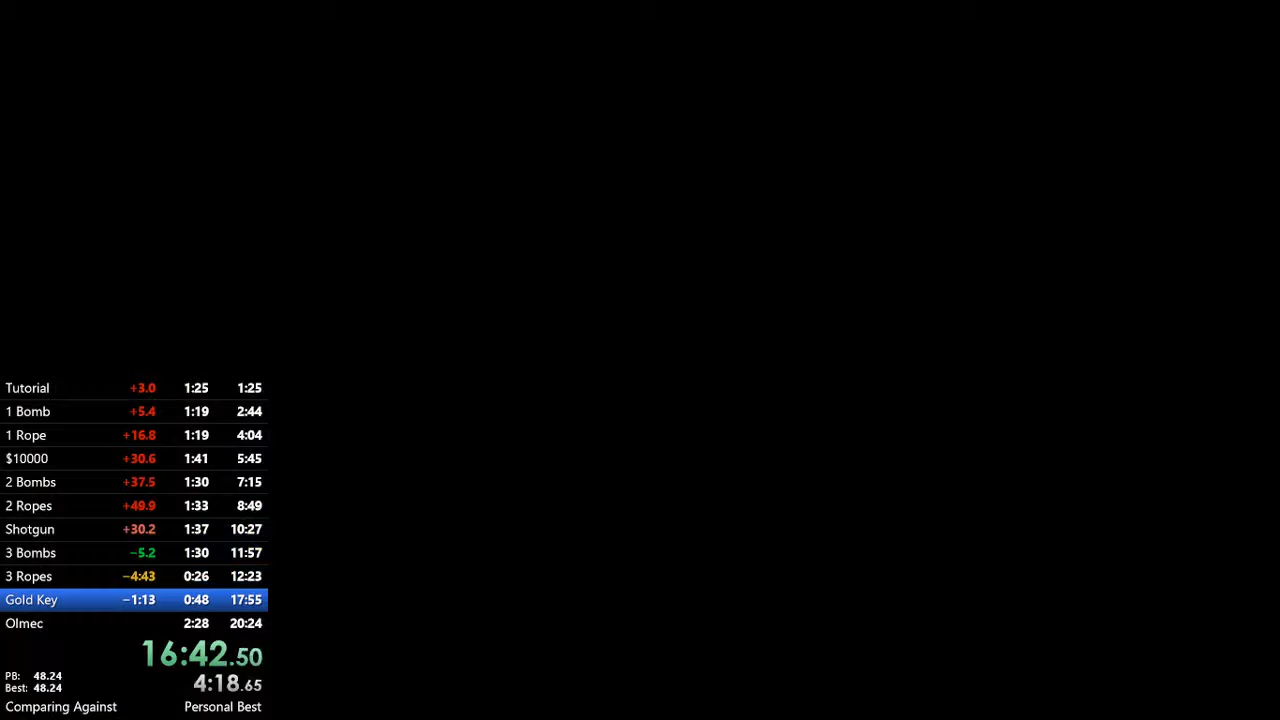 Tutorial +3.0 1:25 1:25
1 Bomb +5.4 1:19 2:44
1 Rope +16.8 1:19 4:04
$10000 +30.6 1:41 5:45
2 Bombs +37.5 1:30 7:15
2 Ropes +49.9 1:33 8:49
Shotgun +30.2 1:37 10:27
3 Bombs −5.2 1:30 11:57
3 Ropes −4:43 0:26 12:23
Gold Key −1:13 0:48 17:55
Olmec 2:28 20:24
16:42.50
PB: 48.24
Best: 48.24
4:18.65
Comparing Against Personal Best